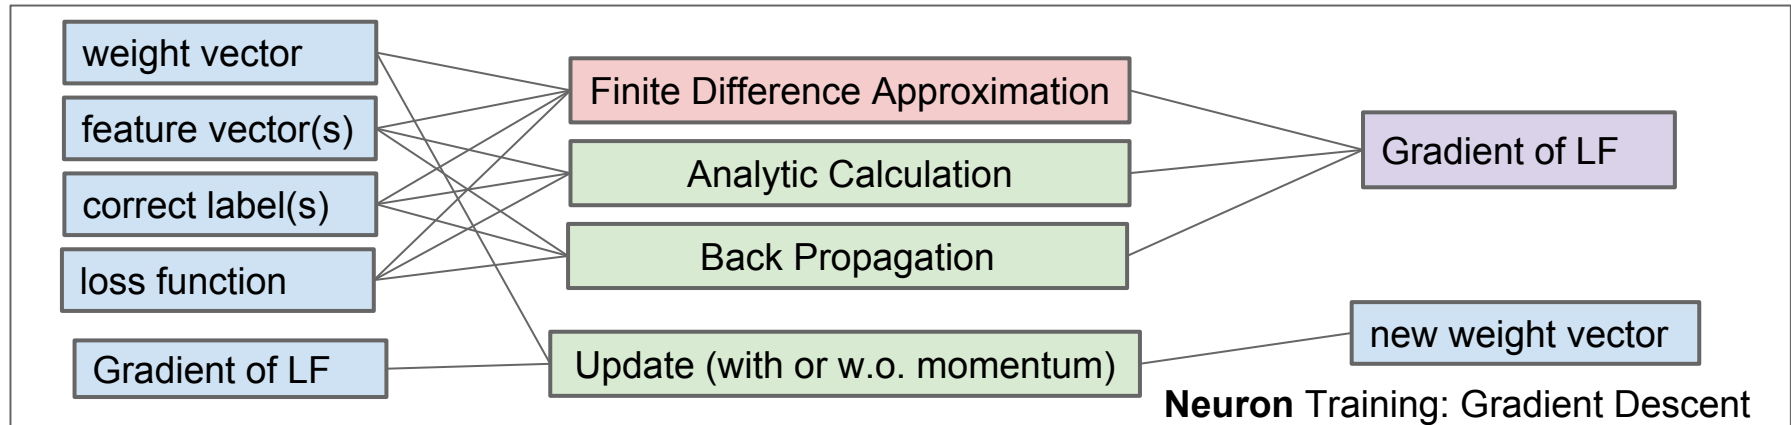 weight vector
feature vector(s)
correct label(s)
loss function
Gradient of LF
Finite Difference Approximation
Analytic Calculation
Back Propagation
Update (with or w.o. momentum)
Gradient of LF
new weight vector
Neuron Training: Gradient Descent